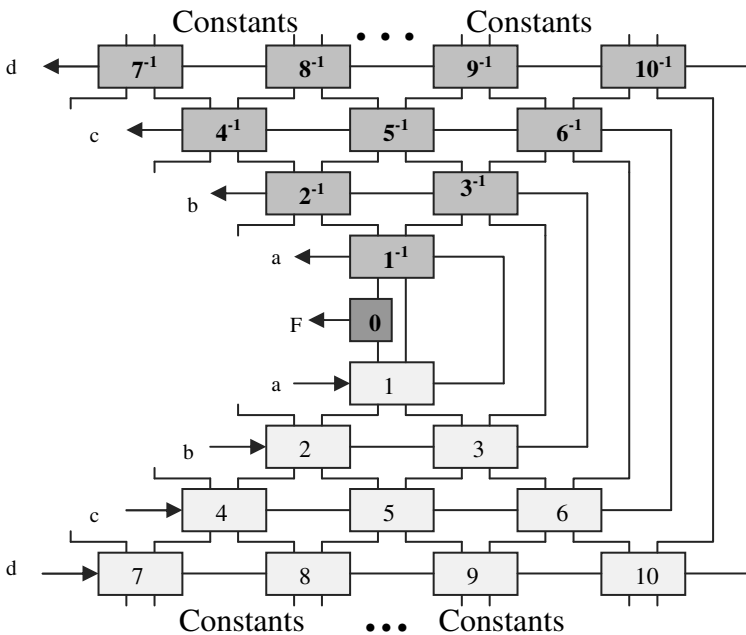 Constants • • • Constants
d 7⁻¹ 8⁻¹ 9⁻¹ 10⁻¹
c 4⁻¹ 5⁻¹ 6⁻¹
b 2⁻¹ 3⁻¹
a 1⁻¹
F 0
a 1
b 2 3
c 4 5 6
d 7 8 9 10
Constants • • • Constants